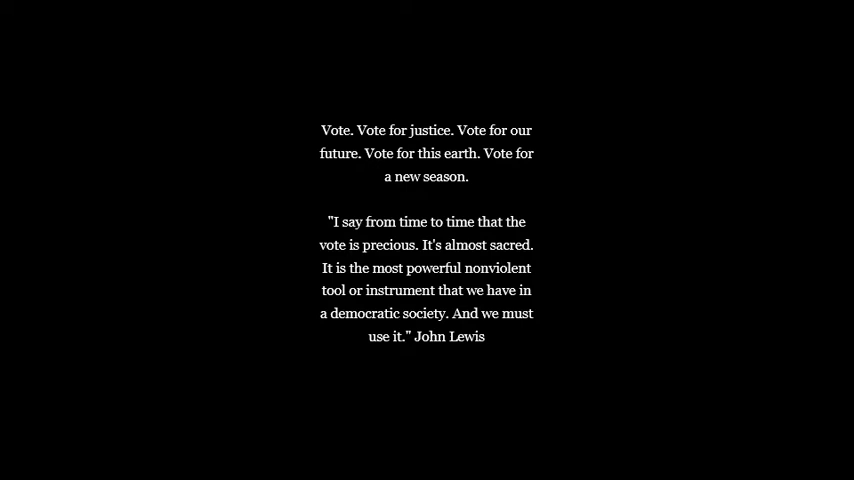 Vote. Vote for justice. Vote for our
future. Vote for this earth. Vote for
a new season.
"I say from time to time that the
vote is precious. It's almost sacred.
It is the most powerful nonviolent
tool or instrument that we have in
a democratic society. And we must
use it." John Lewis